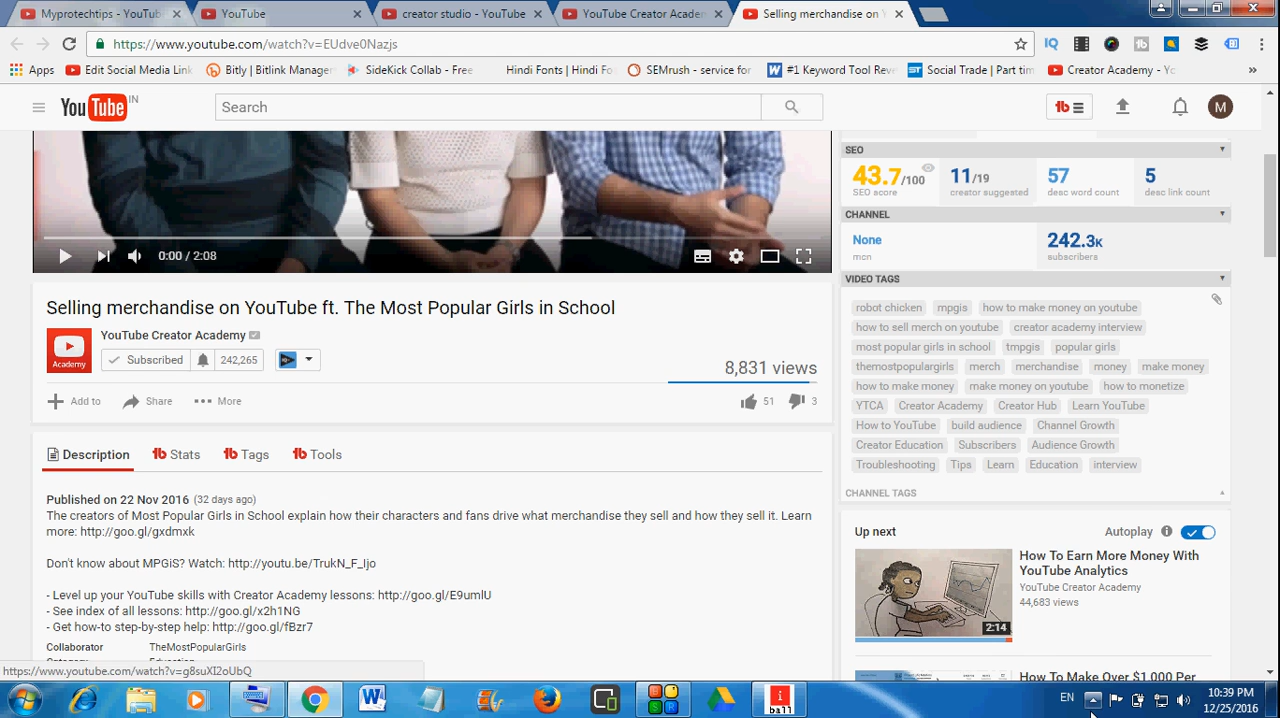 Myprotechtips - YouTub
YouTube
creator studio - YouTube
YouTube Creator Academ
Selling merchandise on Y
https://www.youtube.com/watch?v=EUdve0Nazjs
Apps
Edit Social Media Link
Bitly | Bitlink Manager
SideKick Collab - Free
Hindi Fonts | Hindi Fo
SEMrush - service for
#1 Keyword Tool Reve
Social Trade | Part tim
Creator Academy - Yo
YouTube IN
Search
M
SEO
43.7/100
SEO score
11/19
creator suggested
57
desc word count
5
desc link count
CHANNEL
None
mcn
242.3K
subscribers
0:00 / 2:08
VIDEO TAGS
robot chicken mpgis how to make money on youtube
how to sell merch on youtube creator academy interview
most popular girls in school tmpgis popular girls
themostpopulargirls merch merchandise money make money
how to make money make money on youtube how to monetize
YTCA Creator Academy Creator Hub Learn YouTube
How to YouTube build audience Channel Growth
Creator Education Subscribers Audience Growth
Troubleshooting Tips Learn Education interview
CHANNEL TAGS
Selling merchandise on YouTube ft. The Most Popular Girls in School
Academy
YouTube Creator Academy
Subscribed 242,265
8,831 views
Add to Share More
51 3
Description Stats Tags Tools
Published on 22 Nov 2016 (32 days ago)
The creators of Most Popular Girls in School explain how their characters and fans drive what merchandise they sell and how they sell it. Learn
more: http://goo.gl/gxdmxk
Don't know about MPGiS? Watch: http://youtu.be/TrukN_F_Ijo
- Level up your YouTube skills with Creator Academy lessons: http://goo.gl/E9umlU
- See index of all lessons: http://goo.gl/x2h1NG
- Get how-to step-by-step help: http://goo.gl/fBzr7
Collaborator TheMostPopularGirls
Up next
Autoplay
How To Earn More Money With
YouTube Analytics
YouTube Creator Academy
44,683 views
2:14
How To Make Over $1,000 Per
https://www.youtube.com/watch?v=g8suXI2oUbQ
i ball
EN
10:39 PM
12/25/2016